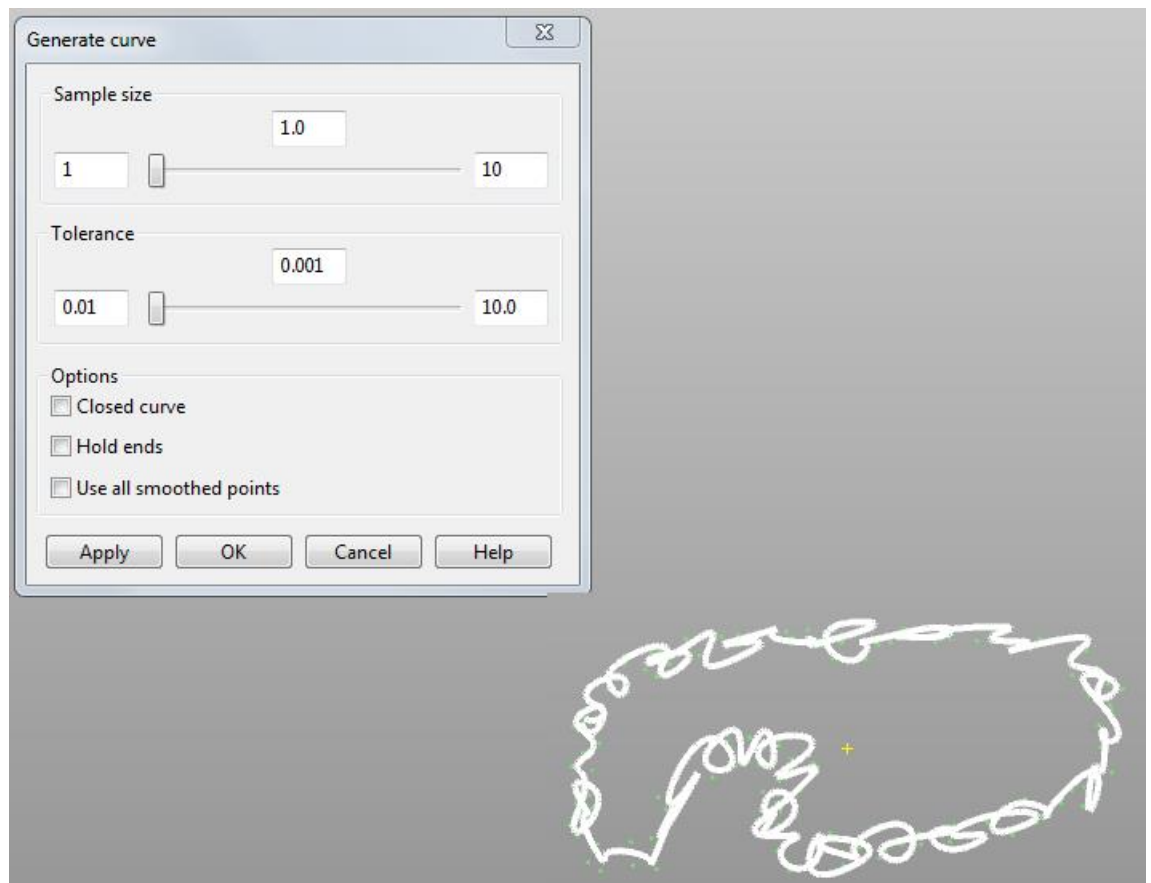 Generate curve
Sample size
1.0
1 10
Tolerance
0.001
0.01 10.0
Options
Closed curve
Hold ends
Use all smoothed points
Apply OK Cancel Help